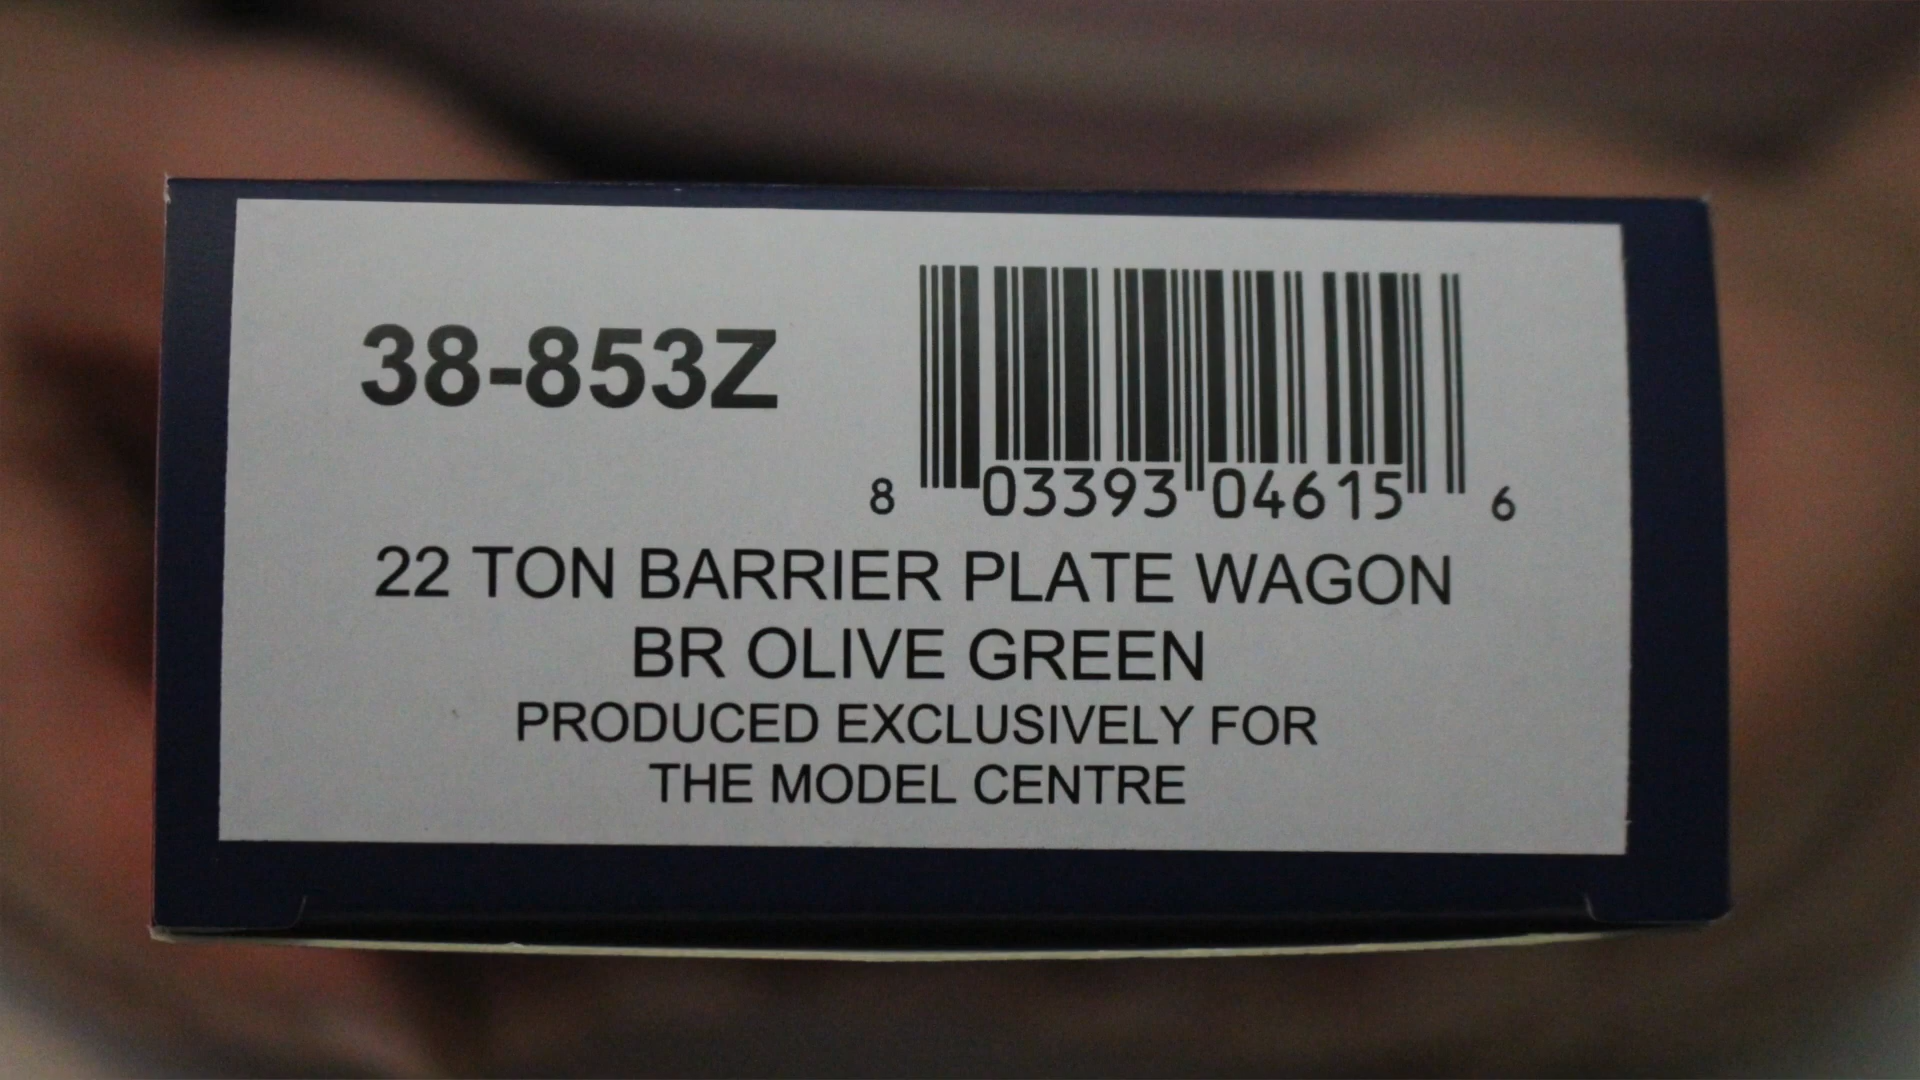 38-853Z
8 03393 04615 6
22 TON BARRIER PLATE WAGON
BR OLIVE GREEN
PRODUCED EXCLUSIVELY FOR
THE MODEL CENTRE